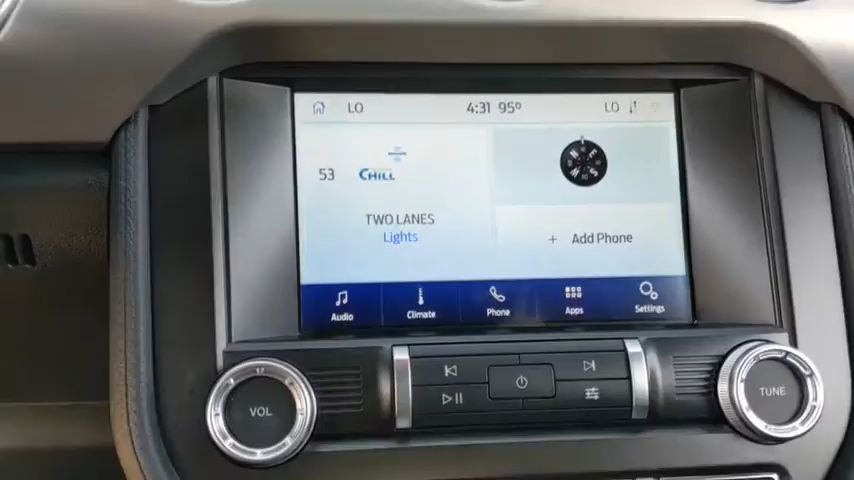 LO 4:31 95° LO
53 CHILL
TWO LANES
Lights
+ Add Phone
Audio Climate Phone Apps Settings
VOL
TUNE